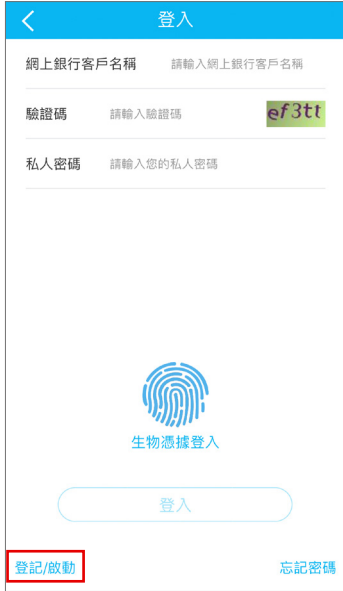 登入
網上銀行客戶名稱 請輸入網上銀行客戶名稱
驗證碼 請輸入驗證碼 ef3tt
私人密碼 請輸入您的私人密碼
生物憑據登入
登入
登記/啟動 忘記密碼